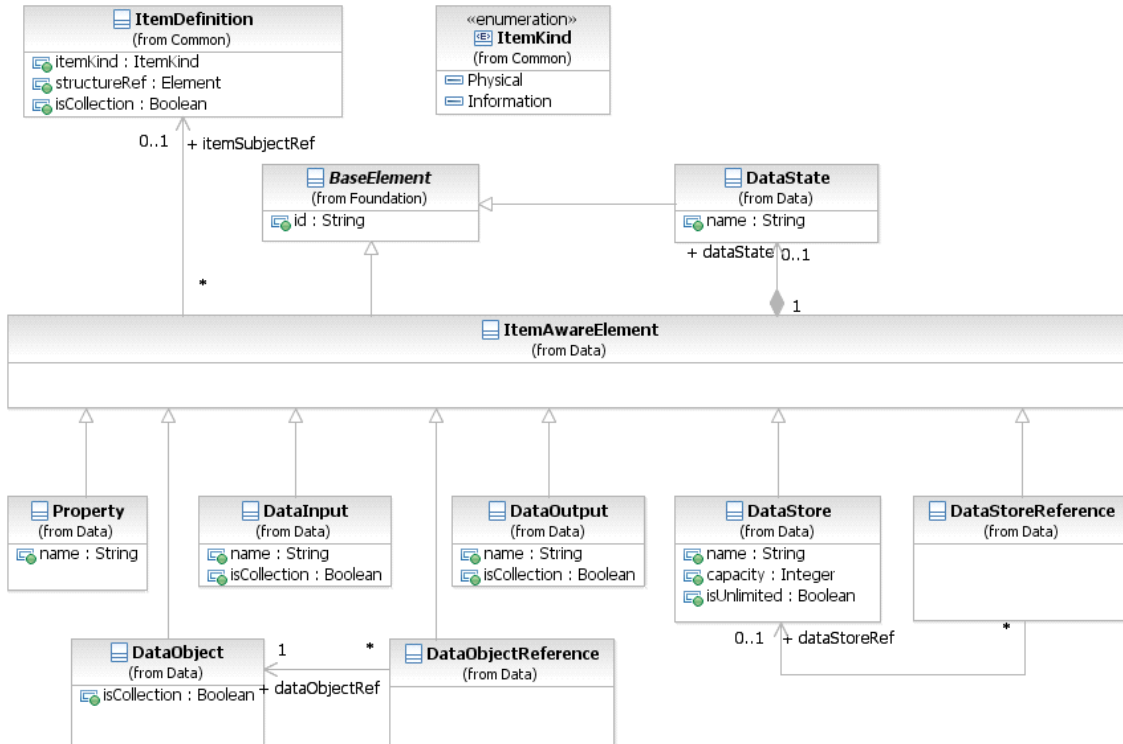 ItemDefinition
(from Common)
itemKind : ItemKind
structureRef : Element
isCollection : Boolean
«enumeration»
ItemKind
(from Common)
Physical
Information
0..1
+ itemSubjectRef
*
BaseElement
(from Foundation)
id : String
DataState
(from Data)
name : String
+ dataState
0..1
1
ItemAwareElement
(from Data)
Property
(from Data)
name : String
DataInput
(from Data)
name : String
isCollection : Boolean
DataOutput
(from Data)
name : String
isCollection : Boolean
DataStore
(from Data)
name : String
capacity : Integer
isUnlimited : Boolean
DataStoreReference
(from Data)
0..1
+ dataStoreRef
*
DataObject
(from Data)
isCollection : Boolean
1
*
+ dataObjectRef
DataObjectReference
(from Data)